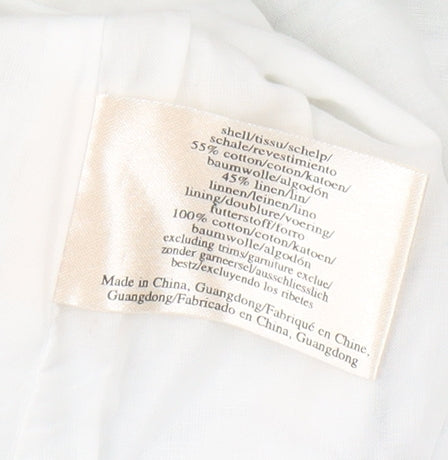 shell/tissu/schelp/
schale/revestimiento
55% cotton/coton/katoen/
baumwolle/algodón
45% linen/lin/
linnen/leinen/lino
lining/doublure/voering/
futterstoff/forro
100% cotton/coton/katoen/
baumwolle/algodón
excluding trims/garniture exclue/
zonder garneersel/ausschliesslich
bestz/excluyendo los ribetes
Made in China, Guangdong/Fabriqué en Chine,
Guangdong/Fabricado en China, Guangdong